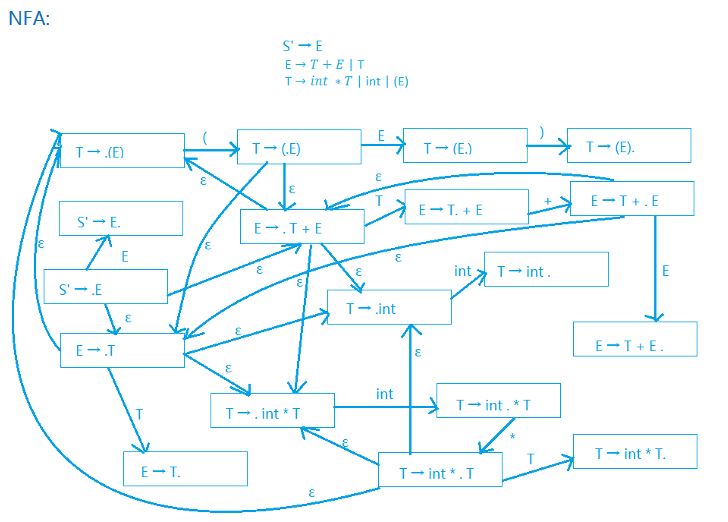 NFA:
S' → E
E → T + E | T
T → int * T | int | (E)
T → .(E)
(
T → (.E)
E
T → (E.)
)
T → (E).
ε
ε
ε
T
+
S' → E.
E → . T + E
E → T. + E
E → T + . E
ε
ε
E
ε
ε
ε
ε
int
T → int .
E
S' → .E
ε
T → .int
ε
E → .T
ε
ε
E → T + E .
T
T → . int * T
int
T → int . * T
ε
*
E → T.
T → int * . T
T
T → int * T.
ε